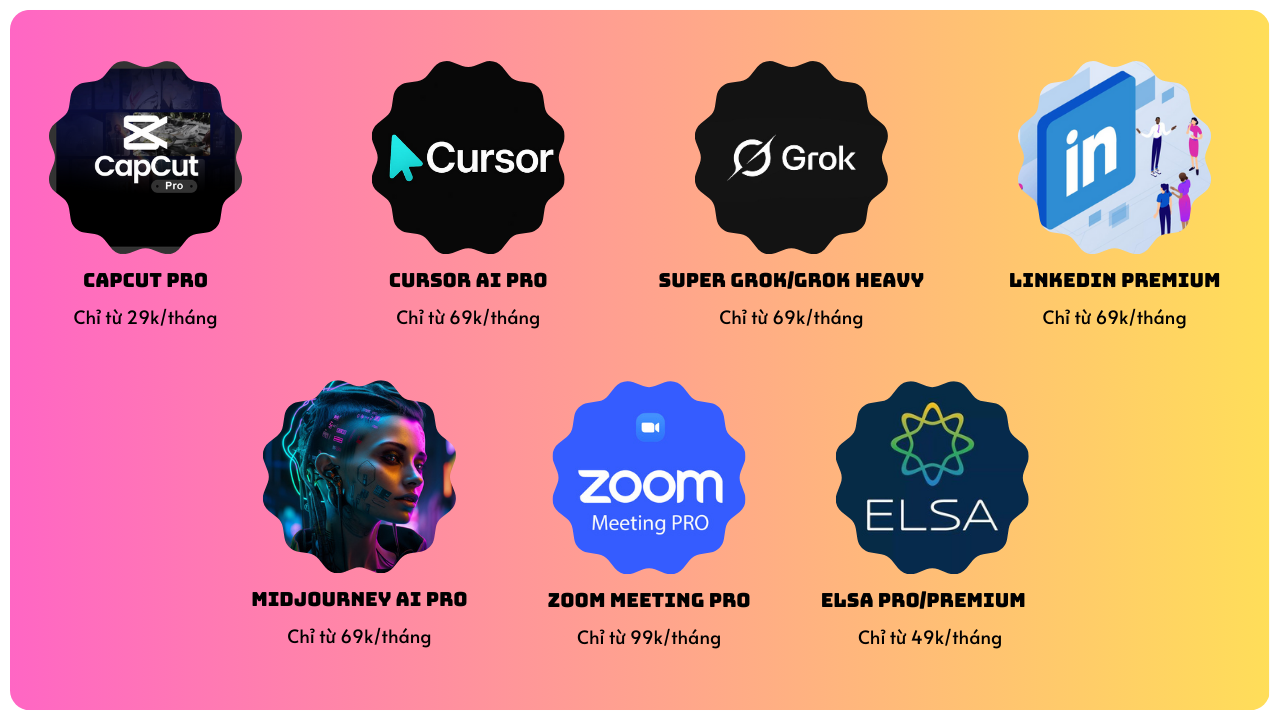 CapCut
Pro
Cursor
Grok
in
CAPCUT PRO
CURSOR AI PRO
SUPER GROK/GROK HEAVY
LINKEDIN PREMIUM
Chỉ từ 29k/tháng
Chỉ từ 69k/tháng
Chỉ từ 69k/tháng
Chỉ từ 69k/tháng
zoom
Meeting PRO
ELSA
MIDJOURNEY AI PRO
ZOOM MEETING PRO
ELSA PRO/PREMIUM
Chỉ từ 69k/tháng
Chỉ từ 99k/tháng
Chỉ từ 49k/tháng